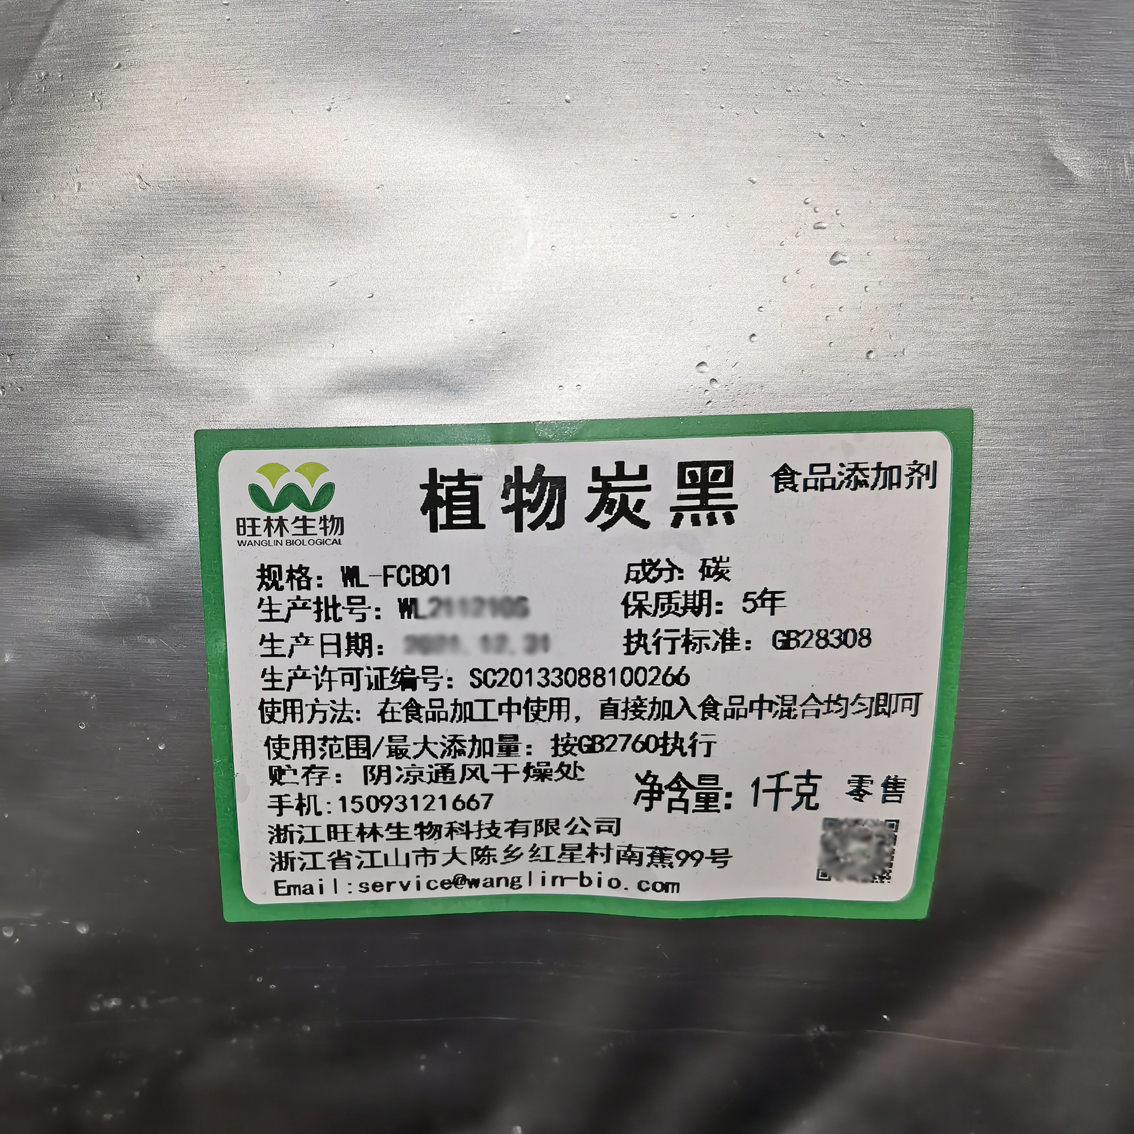 植物炭黑 食品添加剂
旺林生物
WANGLIN BIOLOGICAL
规格：WL-FCB01 成分：碳
生产批号： 保质期：5年
生产日期： 执行标准：GB28308
生产许可证编号：SC20133088100266
使用方法：在食品加工中使用，直接加入食品中混合均匀即可
使用范围/最大添加量：按GB2760执行
贮存：阴凉通风干燥处
净含量：1千克 零售
手机:15093121667
浙江旺林生物科技有限公司
浙江省江山市大陈乡红星村南蕉99号
Email:service@wanglin-bio.com